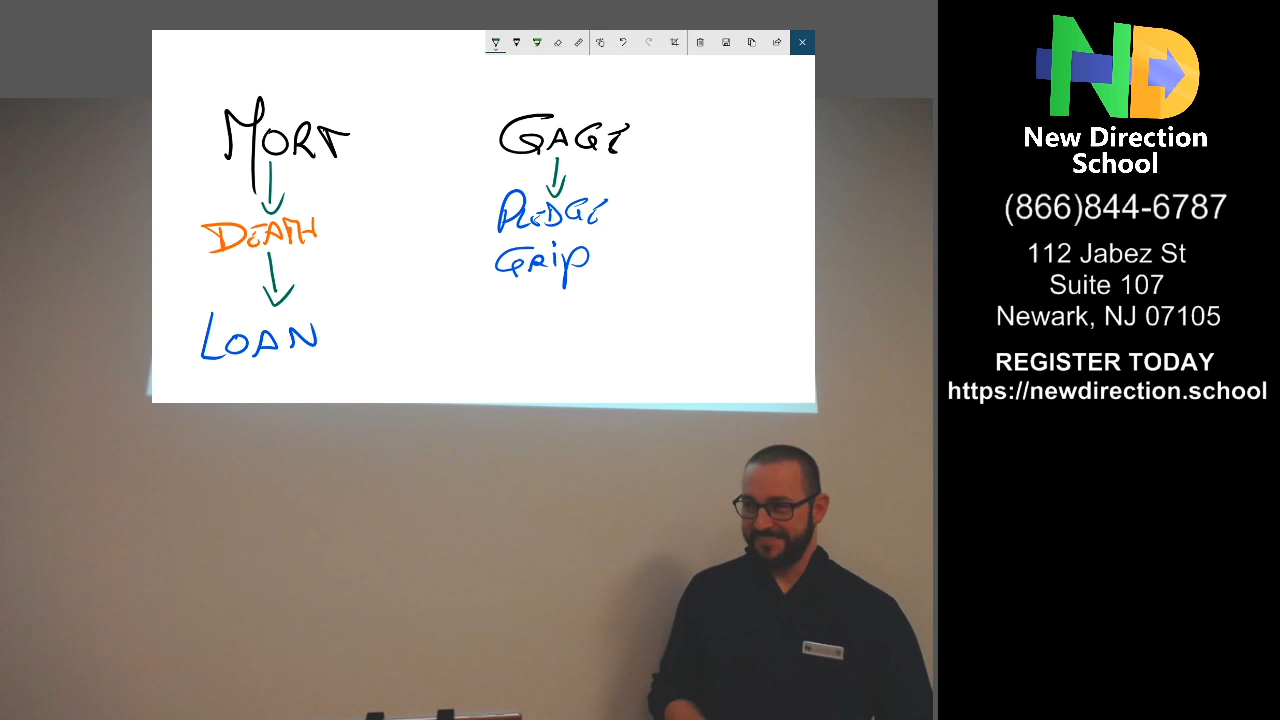 MORT
GAGE
DEATH
PLEDGE
GRIP
LOAN
ND
New Direction
School
(866)844-6787
112 Jabez St
Suite 107
Newark, NJ 07105
REGISTER TODAY
https://newdirection.school